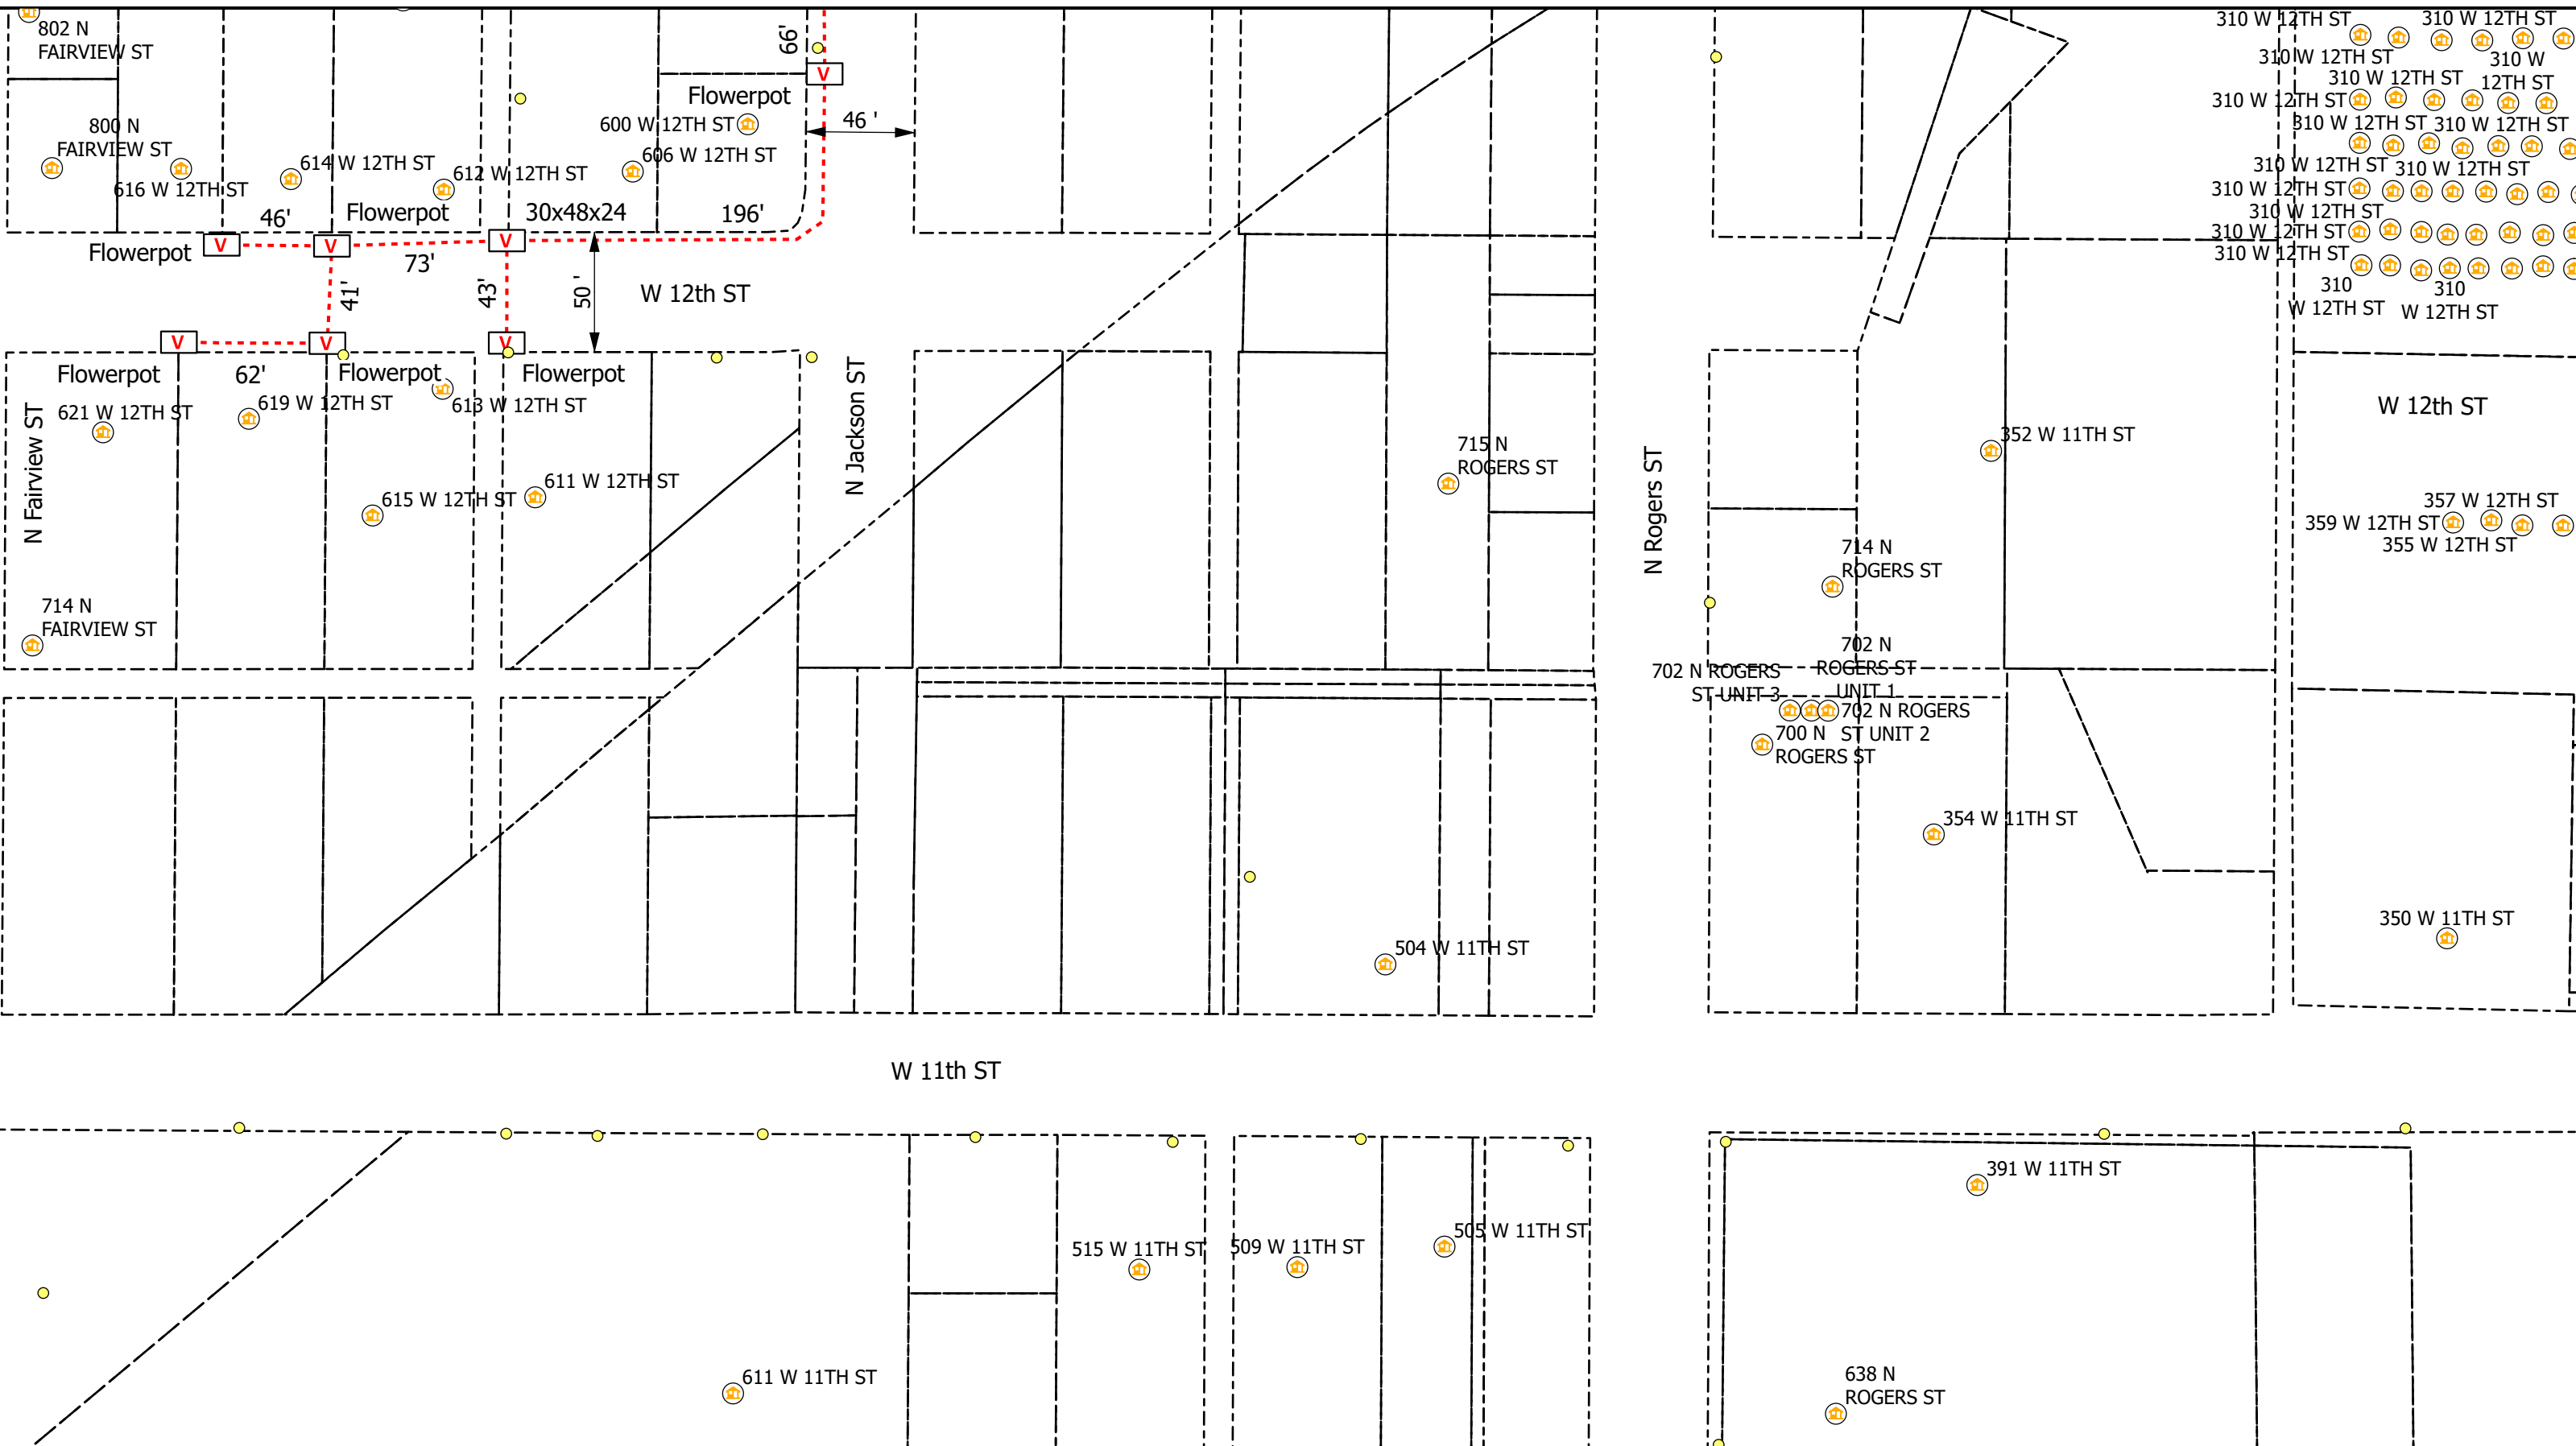 802 N
FAIRVIEW ST
66'
V
Flowerpot
46 '
800 N
FAIRVIEW ST
600 W 12TH ST
606 W 12TH ST
614 W 12TH ST
612 W 12TH ST
616 W 12TH ST
46'
Flowerpot
30x48x24
196'
V
V
V
Flowerpot
73'
41'
43'
50 '
W 12th ST
V
V
V
Flowerpot
62'
Flowerpot
Flowerpot
621 W 12TH ST
619 W 12TH ST
613 W 12TH ST
N Fairview ST
615 W 12TH ST
611 W 12TH ST
N Jackson ST
714 N
FAIRVIEW ST
715 N
ROGERS ST
N Rogers ST
310 W 12TH ST
310 W 12TH ST
310 W 12TH ST
310 W
12TH ST
310 W 12TH ST
310 W 12TH ST
310 W 12TH ST
310 W 12TH ST
310 W 12TH ST
310 W 12TH ST
310 W 12TH ST
310 W 12TH ST
310 W 12TH ST
310 W 12TH ST
310
W 12TH ST
310
W 12TH ST
W 12th ST
352 W 11TH ST
357 W 12TH ST
359 W 12TH ST
355 W 12TH ST
714 N
ROGERS ST
702 N
ROGERS ST
UNIT 1
702 N ROGERS
ST UNIT 3
702 N ROGERS
ST UNIT 2
700 N
ROGERS ST
354 W 11TH ST
350 W 11TH ST
504 W 11TH ST
W 11th ST
391 W 11TH ST
515 W 11TH ST
509 W 11TH ST
505 W 11TH ST
611 W 11TH ST
638 N
ROGERS ST